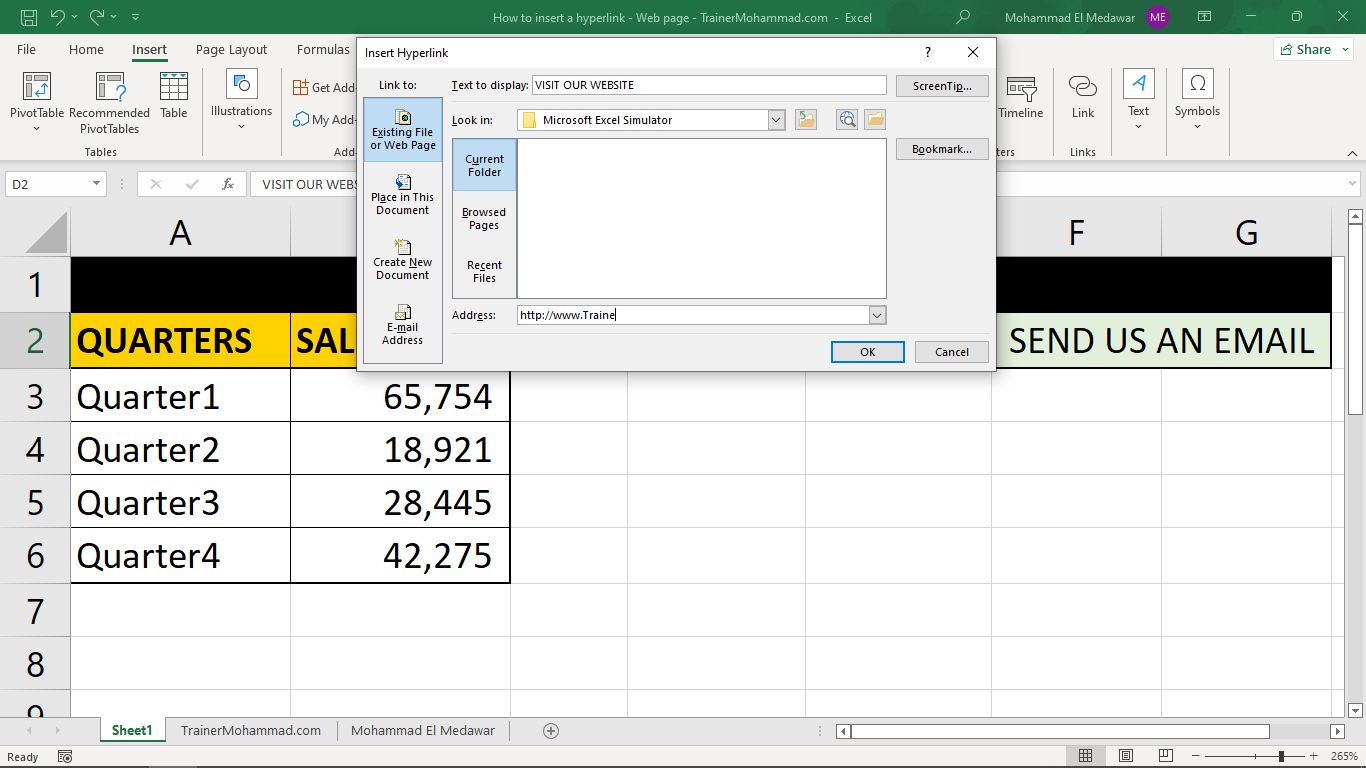 How to insert a hyperlink - Web page - TrainerMohammad.com - Excel
Mohammad El Medawar
ME
File
Home
Insert
Page Layout
Formulas
Share
PivotTable
Recommended
PivotTables
Table
Tables
Illustrations
Get Add-
My Add-
Add-
Timeline
ters
Link
Links
Text
Symbols
Insert Hyperlink
?
Link to:
Text to display: VISIT OUR WEBSITE
ScreenTip...
Existing File
or Web Page
Place in This
Document
Create New
Document
E-mail
Address
Look in: Microsoft Excel Simulator
Bookmark...
Current
Folder
Browsed
Pages
Recent
Files
Address: http://www.Traine
OK
Cancel
D2
fx
VISIT OUR WEBS
A
F
G
1
2
QUARTERS
SAL
SEND US AN EMAIL
3
Quarter1
65,754
4
Quarter2
18,921
5
Quarter3
28,445
6
Quarter4
42,275
7
8
9
Sheet1
TrainerMohammad.com
Mohammad El Medawar
Ready
265%